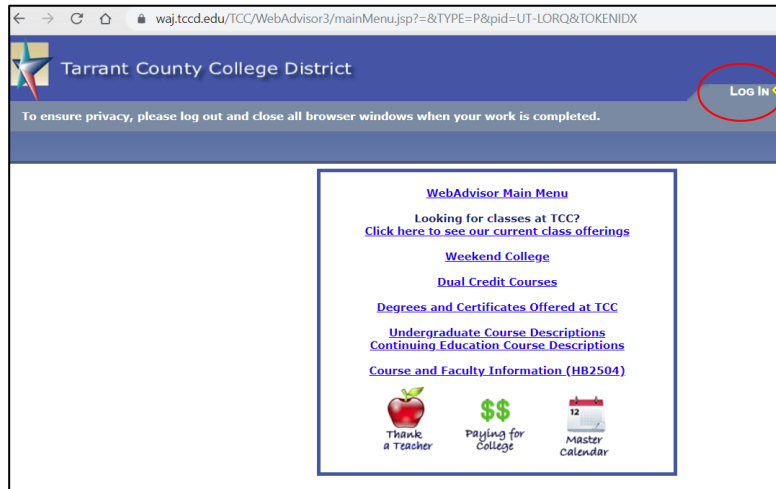 waj.tccd.edu/TCC/WebAdvisor3/mainMenu.jsp?=&TYPE=P&pid=UT-LORQ&TOKENIDX
Tarrant County College District
LOG IN
To ensure privacy, please log out and close all browser windows when your work is completed.
WebAdvisor Main Menu
Looking for classes at TCC?
Click here to see our current class offerings
Weekend College
Dual Credit Courses
Degrees and Certificates Offered at TCC
Undergraduate Course Descriptions
Continuing Education Course Descriptions
Course and Faculty Information (HB2504)
$$
12
Thank
a Teacher
Paying for
College
Master
Calendar